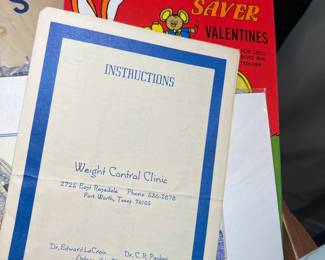 SAVER
VALENTINES
INSTRUCTIONS
Weight Control Clinic
2725 East Rosedale Phone 536-2878
Fort Worth, Texas 76105
Dr. Edward LaCroix Dr. C. R. Packer